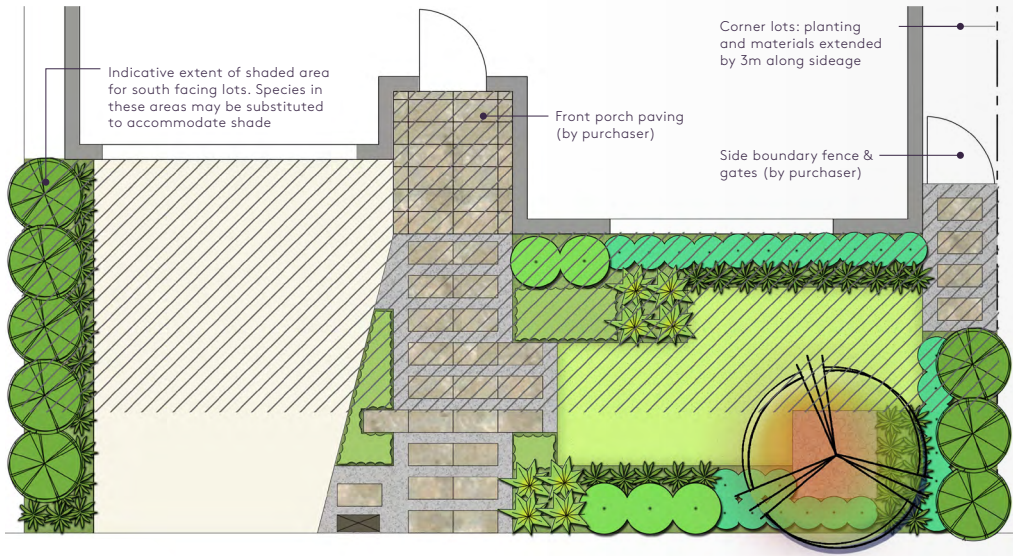 Indicative extent of shaded area
for south facing lots. Species in
these areas may be substituted
to accommodate shade
Front porch paving
(by purchaser)
Corner lots: planting
and materials extended
by 3m along sideage
Side boundary fence &
gates (by purchaser)